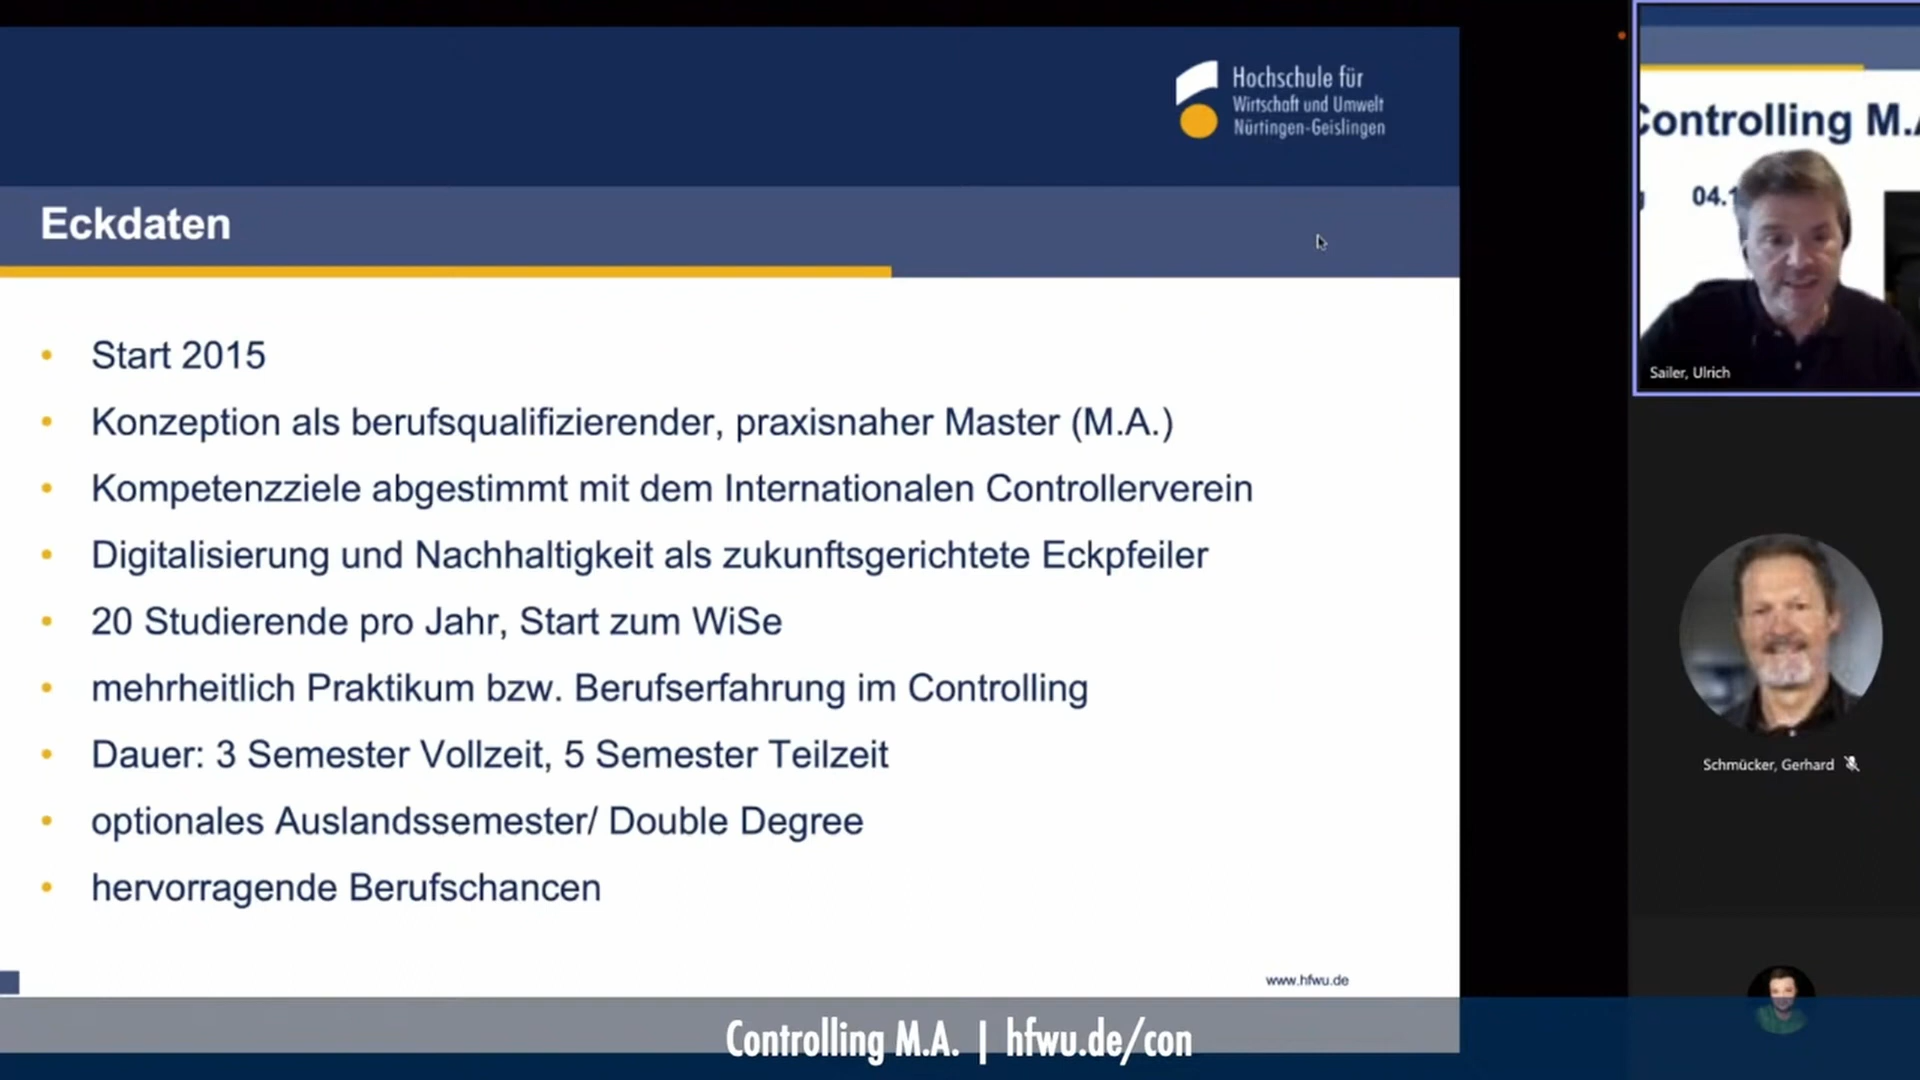 Hochschule für
Wirtschaft und Umwelt
Nürtingen-Geislingen
Eckdaten
• Start 2015
• Konzeption als berufsqualifizierender, praxisnaher Master (M.A.)
• Kompetenzziele abgestimmt mit dem Internationalen Controllerverein
• Digitalisierung und Nachhaltigkeit als zukunftsgerichtete Eckpfeiler
• 20 Studierende pro Jahr, Start zum WiSe
• mehrheitlich Praktikum bzw. Berufserfahrung im Controlling
• Dauer: 3 Semester Vollzeit, 5 Semester Teilzeit
• optionales Auslandssemester/ Double Degree
• hervorragende Berufschancen
www.hfwu.de
Controlling M.A. | hfwu.de/con
Controlling M.A
04.1
Sailer, Ulrich
Schmücker, Gerhard